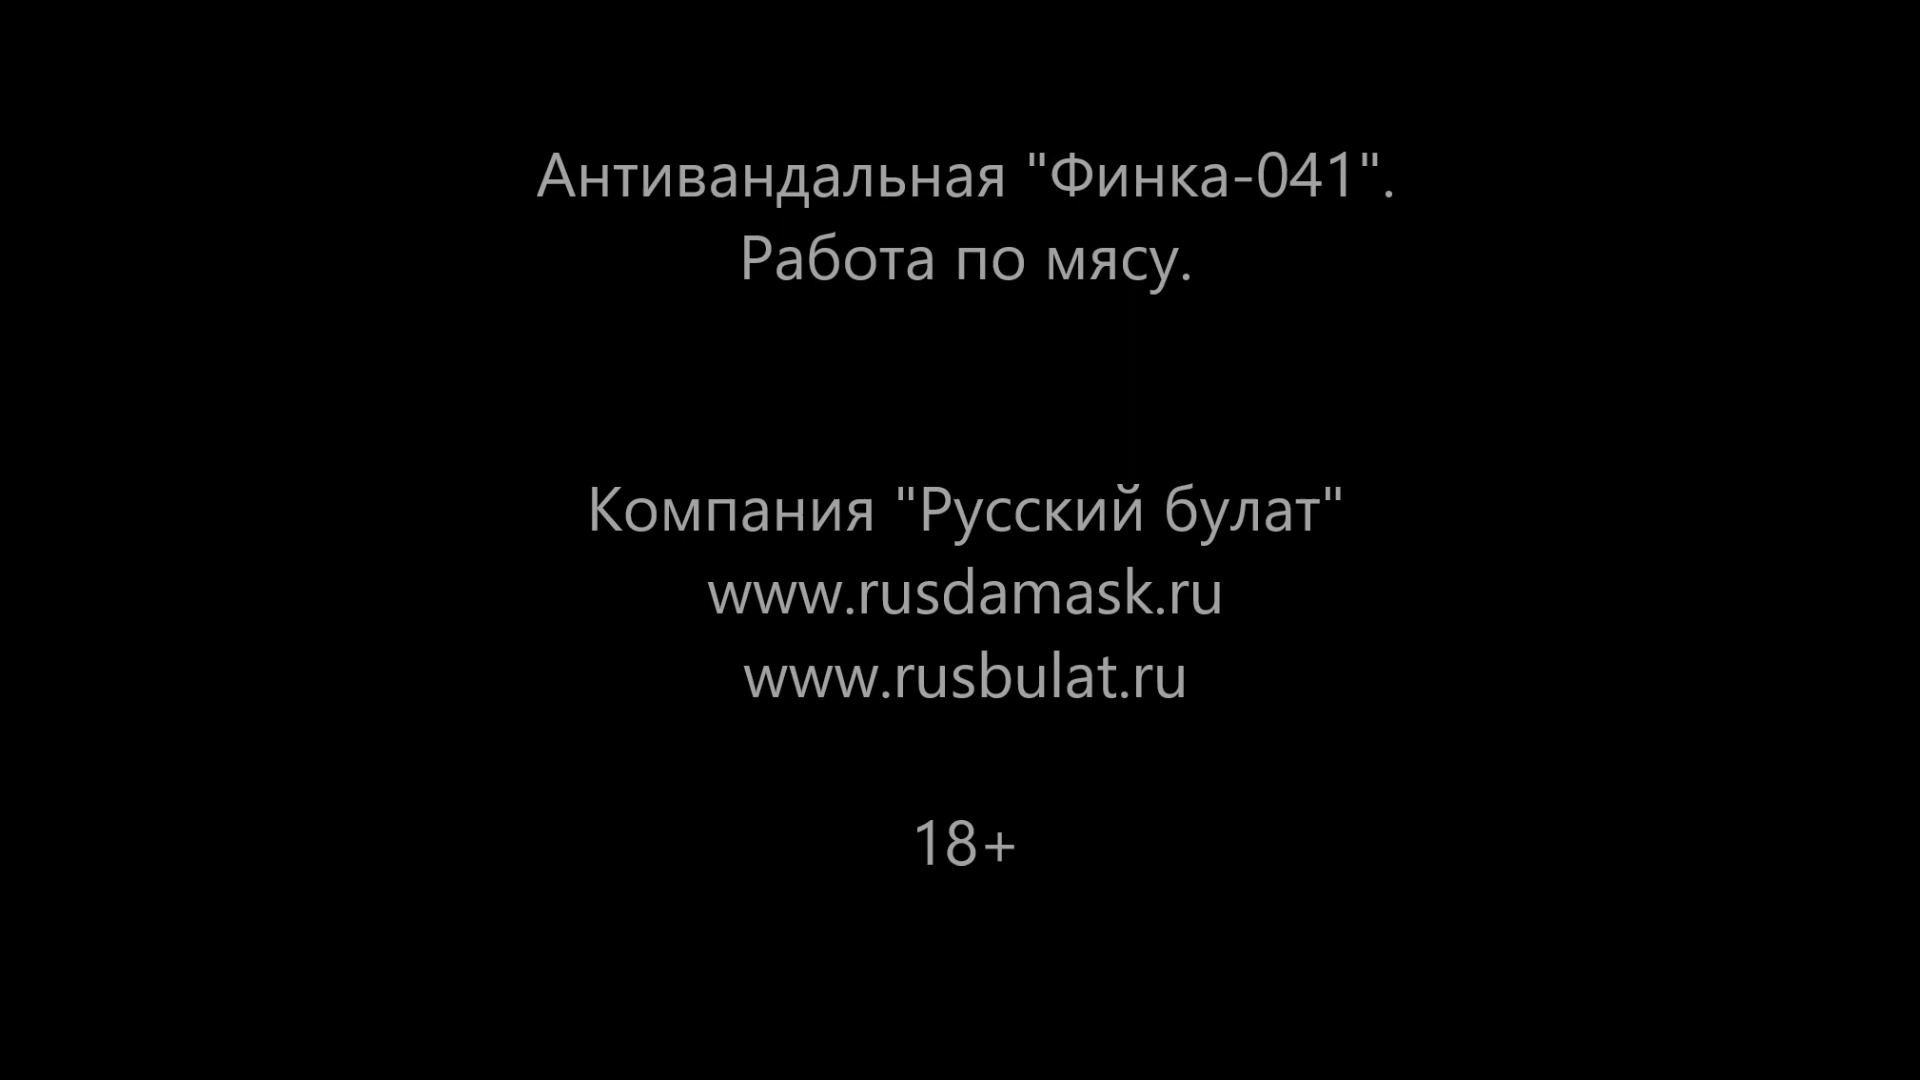 Антивандальная "Финка-041".
Работа по мясу.
Компания "Русский булат"
www.rusdamask.ru
www.rusbulat.ru
18+